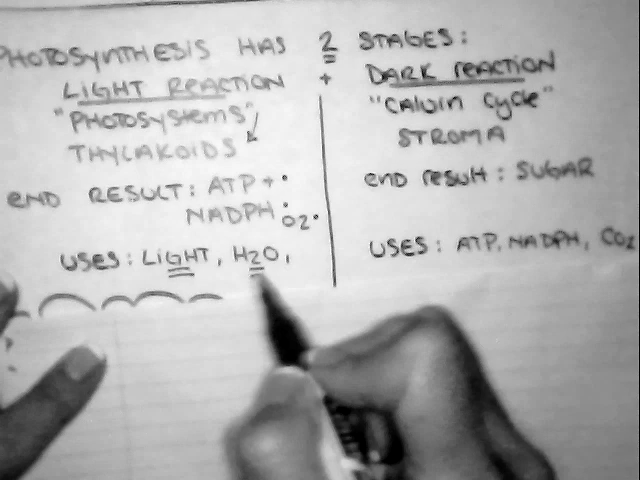 PHOTOSYNTHESIS HAS 2 STAGES:
LIGHT REACTION + DARK reaction
"PHOTOSYSTEMS"
THYLAKOIDS
END RESULT: ATP +
NADPH O2
USES: LIGHT, H2O,
"Calvin Cycle"
STROMA
end result: SUGAR
USES: ATP, NADPH, CO2